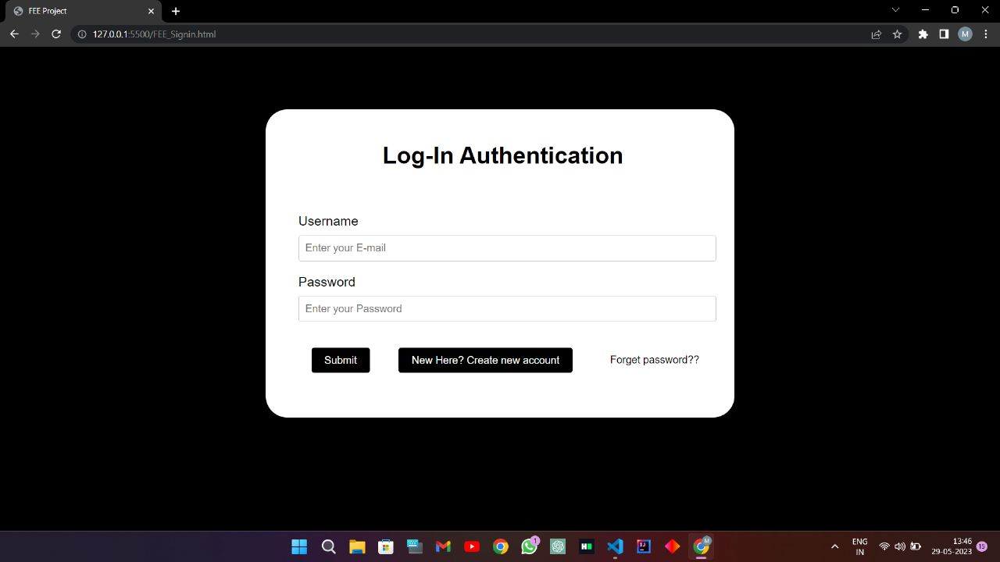 FEE Project
127.0.0.1:5500/FEE_Signin.html
M
Log-In Authentication
Username
Enter your E-mail
Password
Enter your Password
Submit
New Here? Create new account
Forget password??
1
M
ENG
IN
13:46
29-05-2023
15